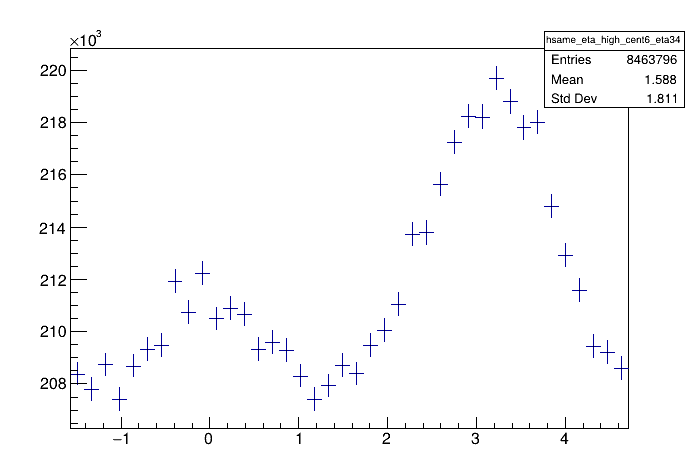 ×10³
hsame_eta_high_cent6_eta34
Entries 8463796
Mean 1.588
Std Dev 1.811
220
218
216
214
212
210
208
−1 0 1 2 3 4